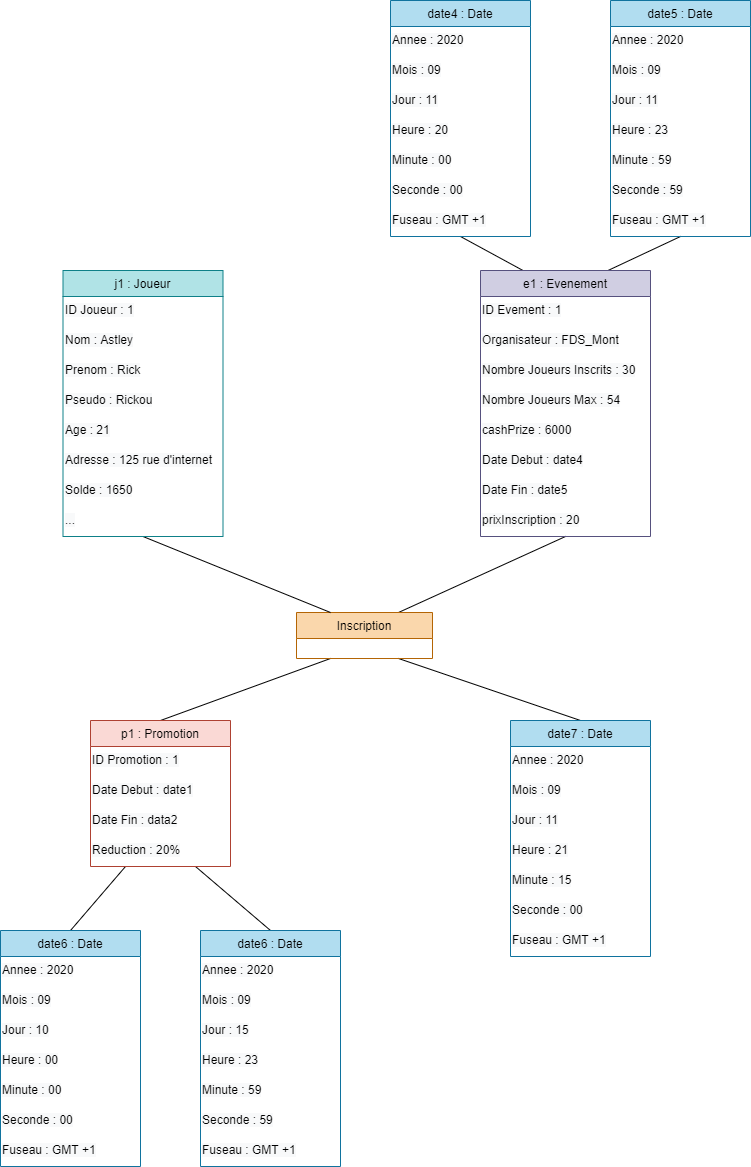 date4 : Date
Annee : 2020
Mois : 09
Jour : 11
Heure : 20
Minute : 00
Seconde : 00
Fuseau : GMT +1
date5 : Date
Annee : 2020
Mois : 09
Jour : 11
Heure : 23
Minute : 59
Seconde : 59
Fuseau : GMT +1
j1 : Joueur
ID Joueur : 1
Nom : Astley
Prenom : Rick
Pseudo : Rickou
Age : 21
Adresse : 125 rue d'internet
Solde : 1650
...
e1 : Evenement
ID Evement : 1
Organisateur : FDS_Mont
Nombre Joueurs Inscrits : 30
Nombre Joueurs Max : 54
cashPrize : 6000
Date Debut : date4
Date Fin : date5
prixInscription : 20
Inscription
p1 : Promotion
ID Promotion : 1
Date Debut : date1
Date Fin : data2
Reduction : 20%
date7 : Date
Annee : 2020
Mois : 09
Jour : 11
Heure : 21
Minute : 15
Seconde : 00
Fuseau : GMT +1
date6 : Date
Annee : 2020
Mois : 09
Jour : 10
Heure : 00
Minute : 00
Seconde : 00
Fuseau : GMT +1
date6 : Date
Annee : 2020
Mois : 09
Jour : 15
Heure : 23
Minute : 59
Seconde : 59
Fuseau : GMT +1